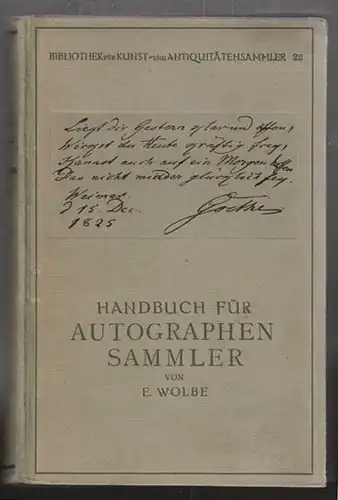 BIBLIOTHEK FÜR KUNST- UND ANTIQUITÄTENSAMMLER 22
Liegt dir Gestern klar und offen,
Wirkst du Heute kräftig frey,
Kannst auch auf ein Morgen hoffen
Das nicht minder glücklich sey.
Weimar
d 15. Dec.
1825
Goethe
HANDBUCH FÜR
AUTOGRAPHEN
SAMMLER
VON
E. WOLBE